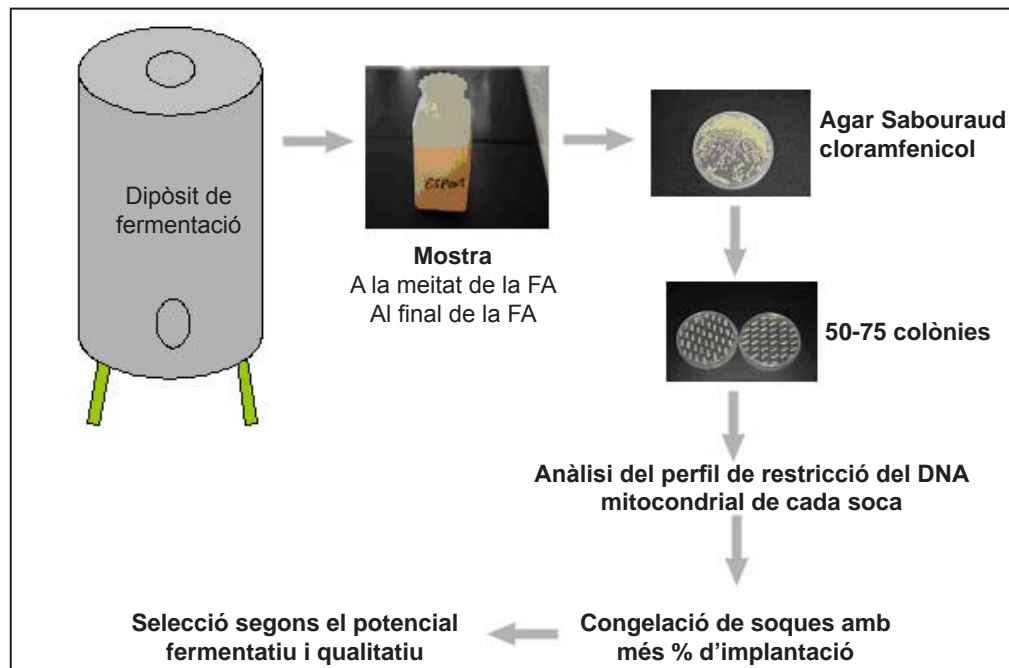 Dipòsit de
fermentació
Mostra
A la meitat de la FA
Al final de la FA
Agar Sabouraud
cloramfenicol
50-75 colònies
Anàlisi del perfil de restricció del DNA
mitocondrial de cada soca
Congelació de soques amb
més % d’implantació
Selecció segons el potencial
fermentatiu i qualitatiu